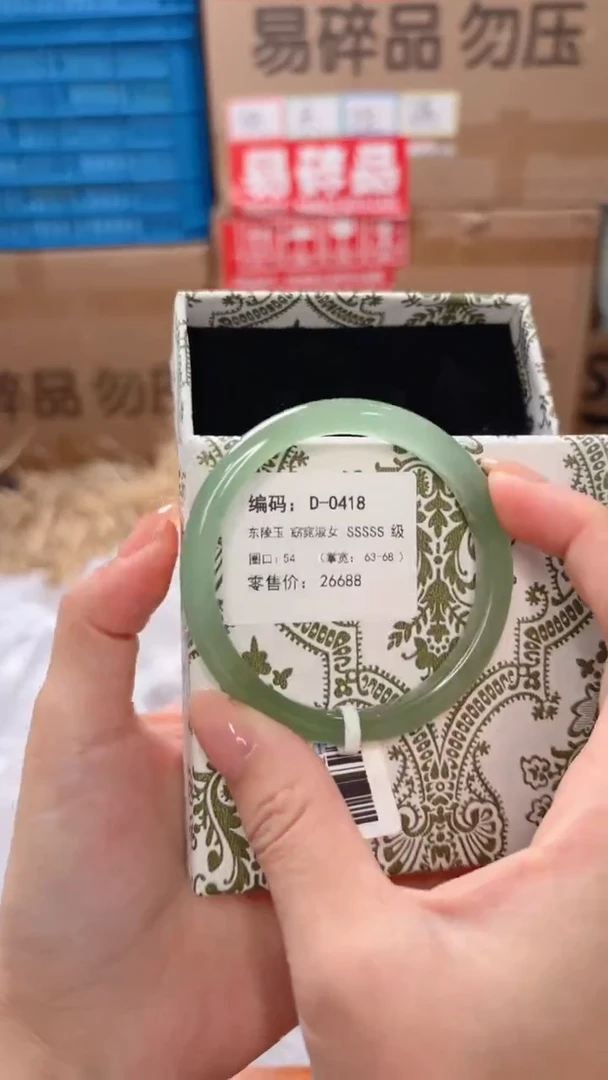 易碎品 勿压
易碎品
碎品 勿
编码：D-0418
东陵玉 窈窕淑女 SSSSS 级
圈口：54 （掌宽：63-68）
零售价：26688